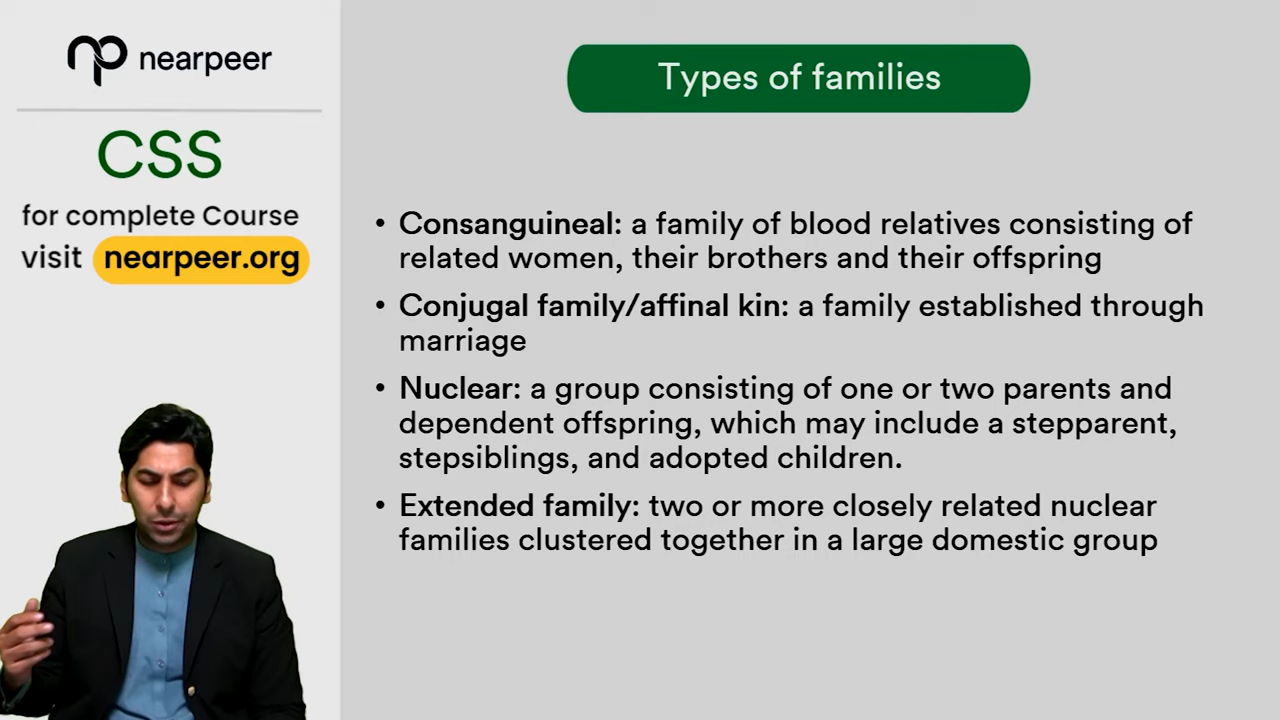 nearpeer
CSS
for complete Course
visit nearpeer.org
Types of families
• Consanguineal: a family of blood relatives consisting of
related women, their brothers and their offspring
• Conjugal family/affinal kin: a family established through
marriage
• Nuclear: a group consisting of one or two parents and
dependent offspring, which may include a stepparent,
stepsiblings, and adopted children.
• Extended family: two or more closely related nuclear
families clustered together in a large domestic group